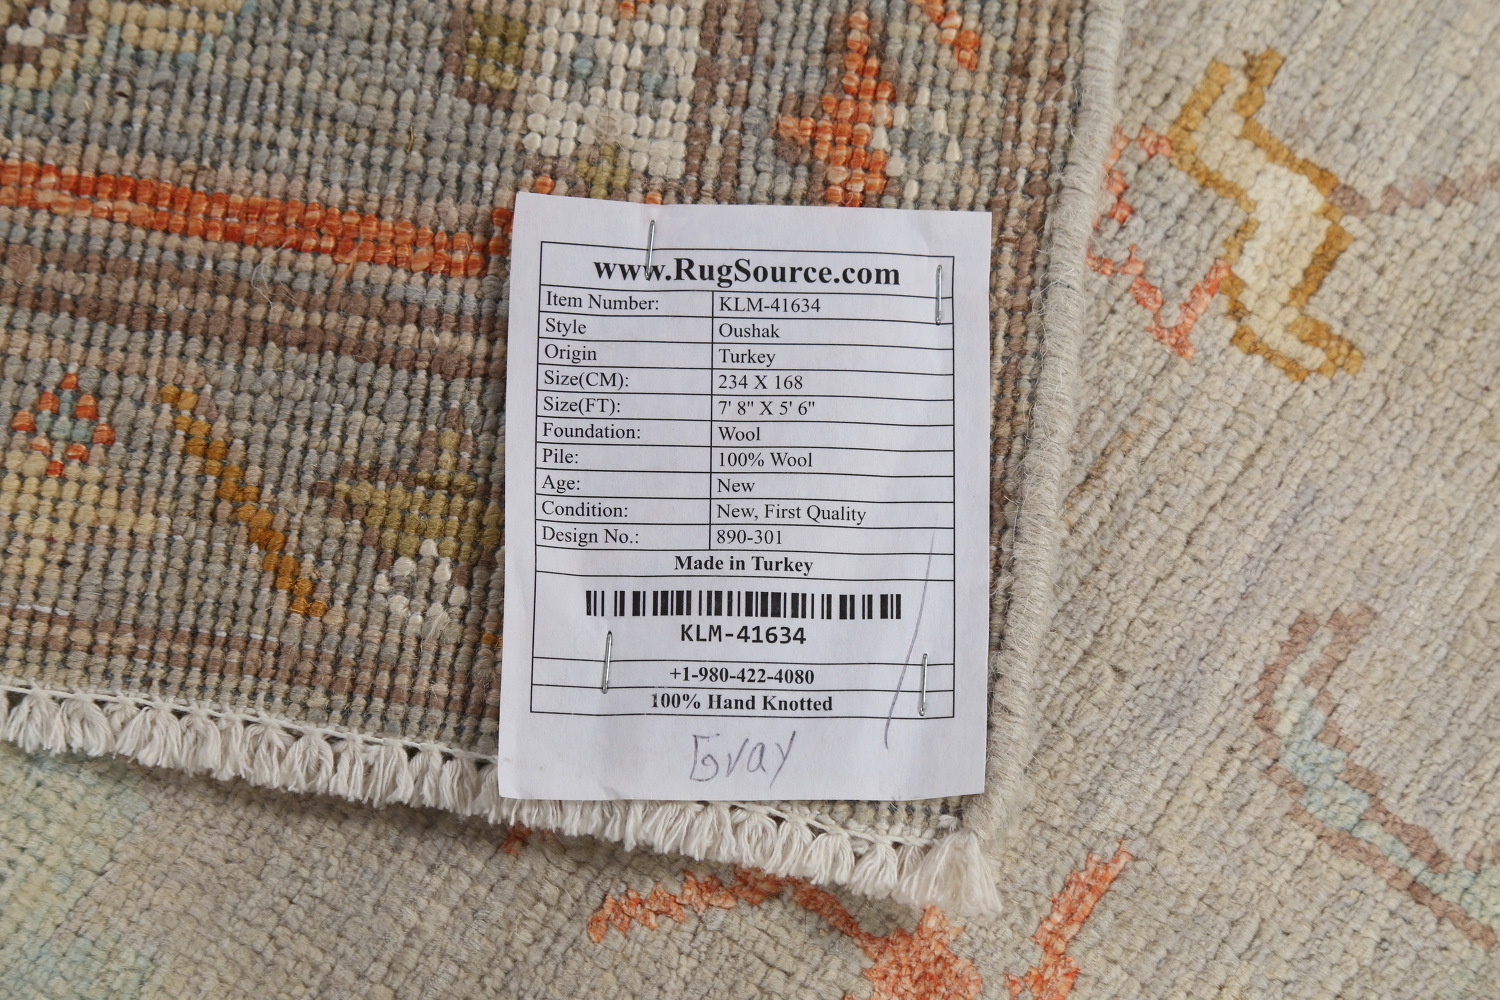 www.RugSource.com
Item Number: KLM-41634
Style Oushak
Origin Turkey
Size(CM): 234 X 168
Size(FT): 7' 8" X 5' 6"
Foundation: Wool
Pile: 100% Wool
Age: New
Condition: New, First Quality
Design No.: 890-301
Made in Turkey
KLM-41634
+1-980-422-4080
100% Hand Knotted
Gray